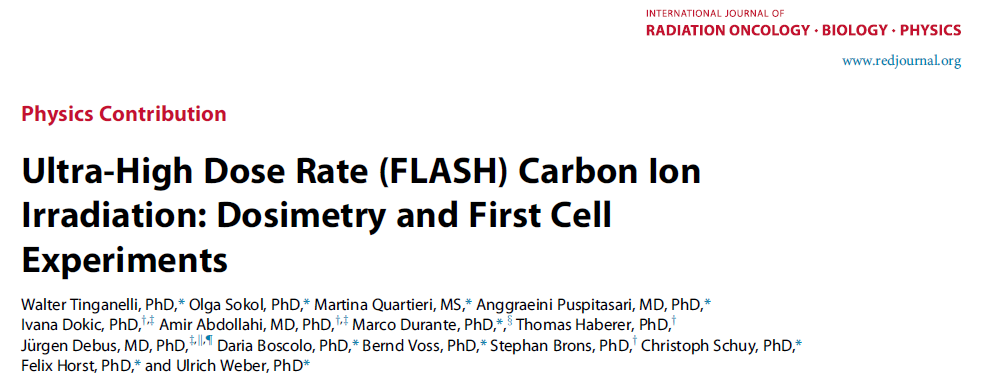 INTERNATIONAL JOURNAL OF
RADIATION ONCOLOGY · BIOLOGY · PHYSICS
www.redjournal.org
Physics Contribution
Ultra-High Dose Rate (FLASH) Carbon Ion
Irradiation: Dosimetry and First Cell
Experiments
Walter Tinganelli, PhD,* Olga Sokol, PhD,* Martina Quartieri, MS,* Anggraeini Puspitasari, MD, PhD,*
Ivana Dokic, PhD,†,‡ Amir Abdollahi, MD, PhD,†,‡ Marco Durante, PhD,*,§ Thomas Haberer, PhD,†
Jürgen Debus, MD, PhD,‡,||,¶ Daria Boscolo, PhD,* Bernd Voss, PhD,* Stephan Brons, PhD,† Christoph Schuy, PhD,*
Felix Horst, PhD,* and Ulrich Weber, PhD*